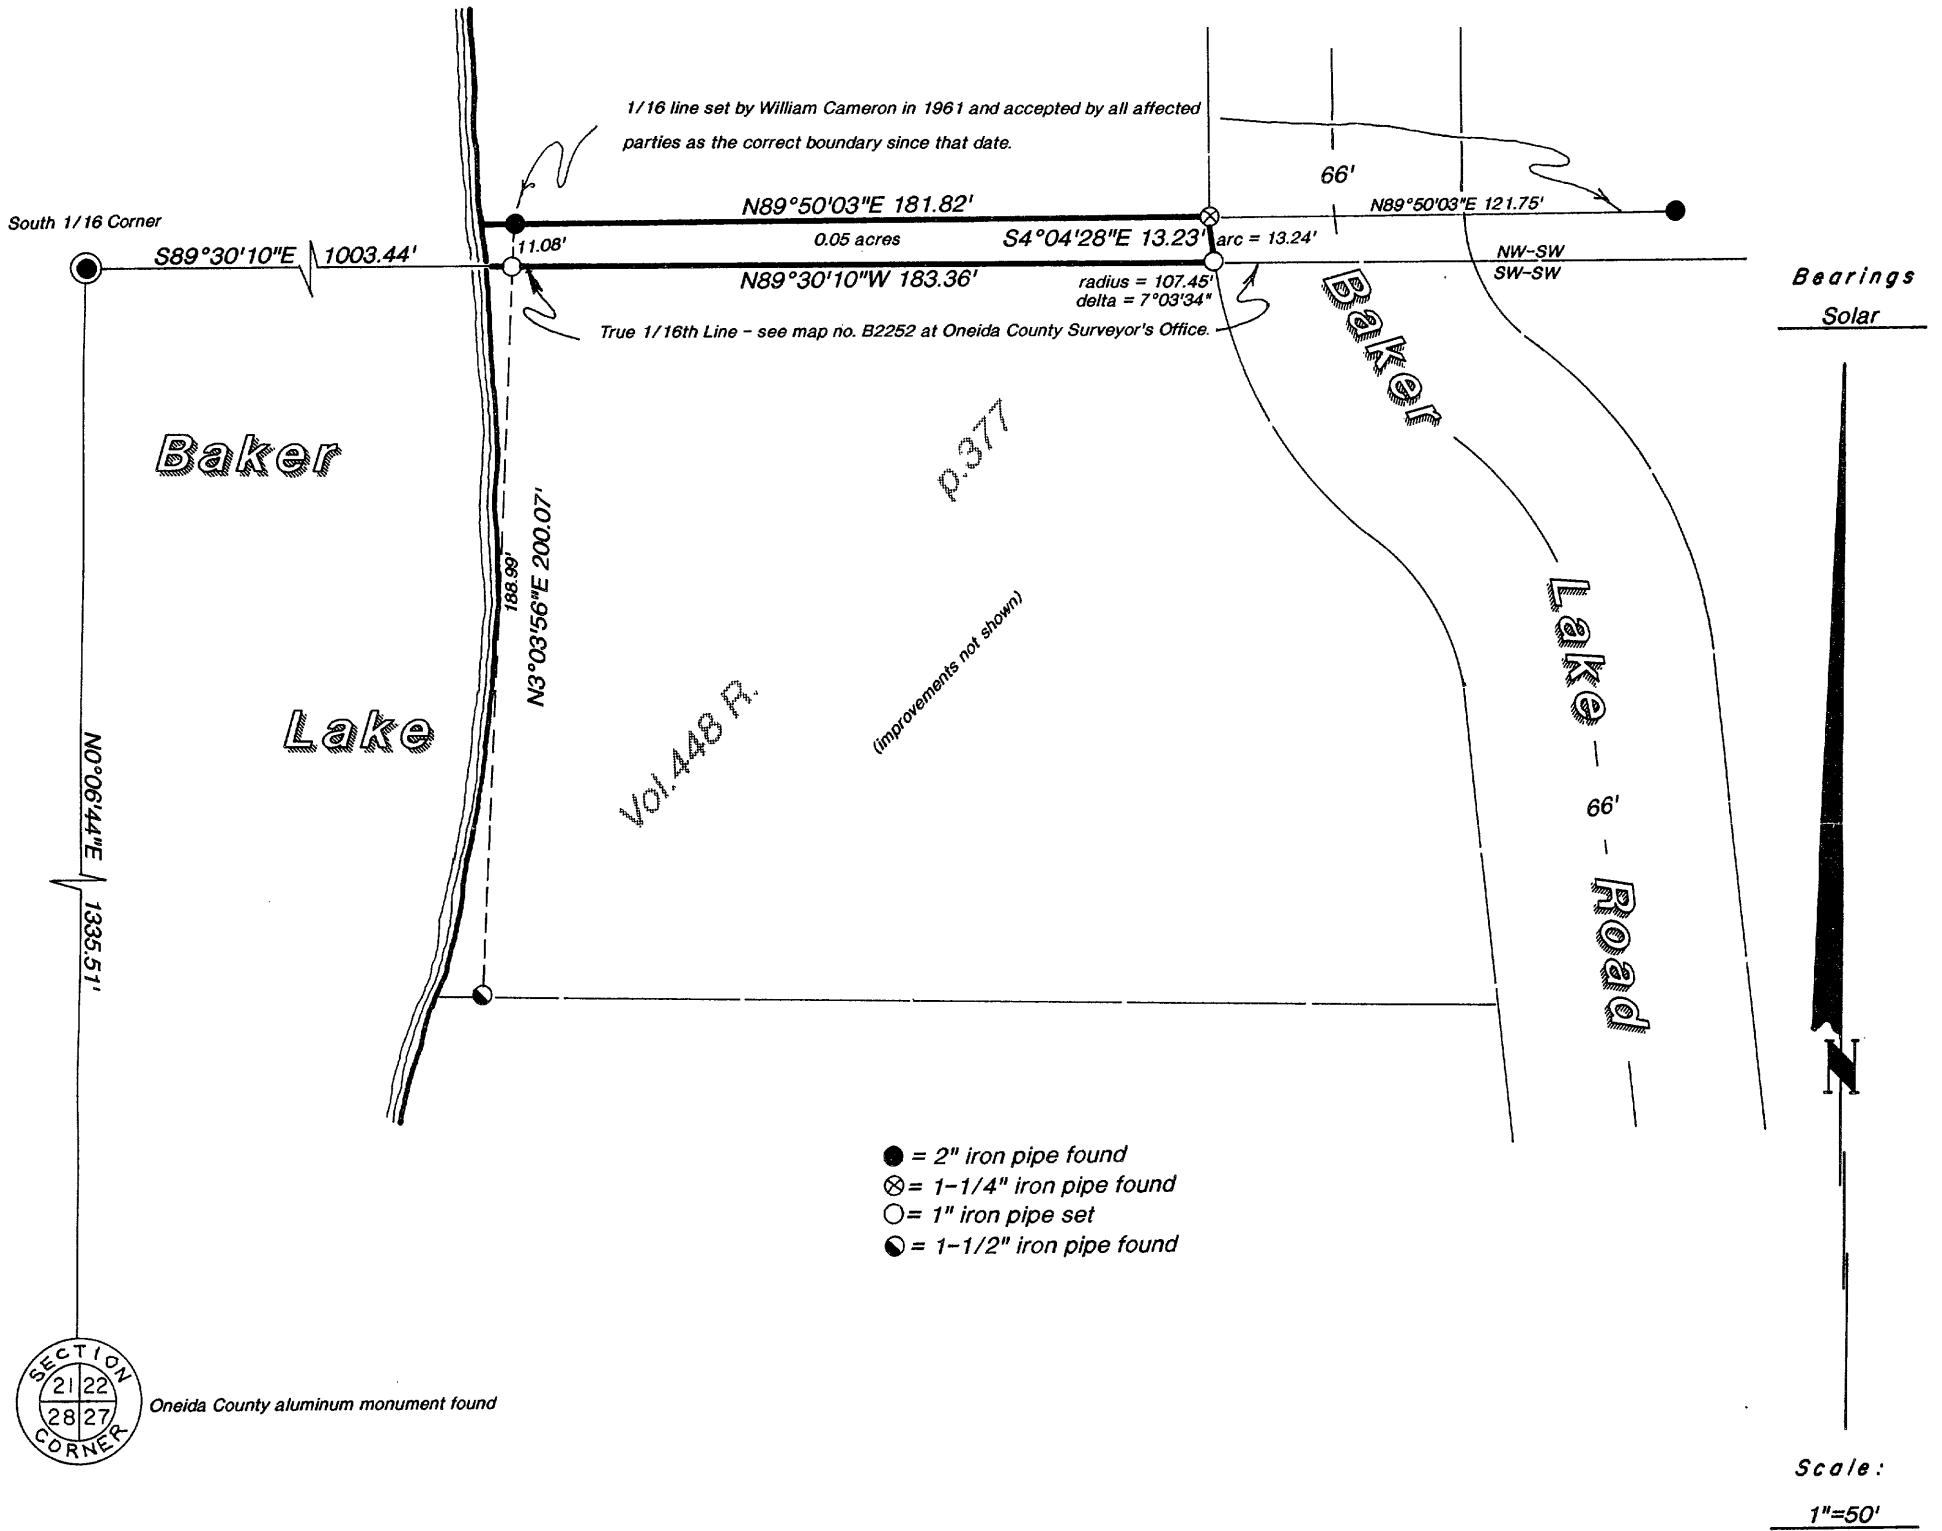 1/16 line set by William Cameron in 1961 and accepted by all affected
parties as the correct boundary since that date.
66'
South 1/16 Corner
N89°50'03"E 181.82'
N89°50'03"E 121.75'
11.08'
0.05 acres
S4°04'28"E 13.23'
arc = 13.24'
S89°30'10"E 1003.44'
N89°30'10"W 183.36'
radius = 107.45'
delta = 7°03'34"
NW-SW
SW-SW
True 1/16th Line - see map no. B2252 at Oneida County Surveyor's Office.
Bearings
Solar
Baker
Lake
N0°06'44"E 1335.51'
188.99'
N3°03'56"E 200.07'
Vol.448 R.
p.377
(improvements not shown)
Baker
Lake
66'
Road
N
= 2" iron pipe found
= 1-1/4" iron pipe found
= 1" iron pipe set
= 1-1/2" iron pipe found
SECTION
21 22
28 27
CORNER
Oneida County aluminum monument found
Scale:
1"=50'